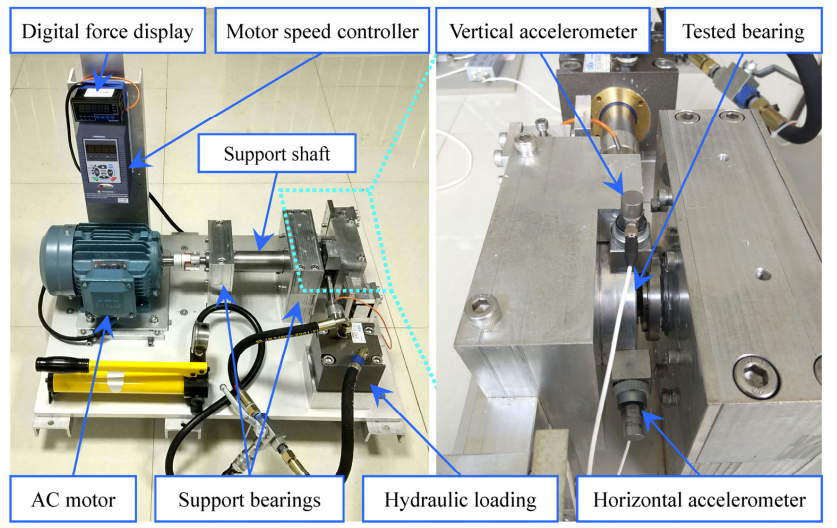 Digital force display
Motor speed controller
Vertical accelerometer
Tested bearing
Support shaft
AC motor
Support bearings
Hydraulic loading
Horizontal accelerometer